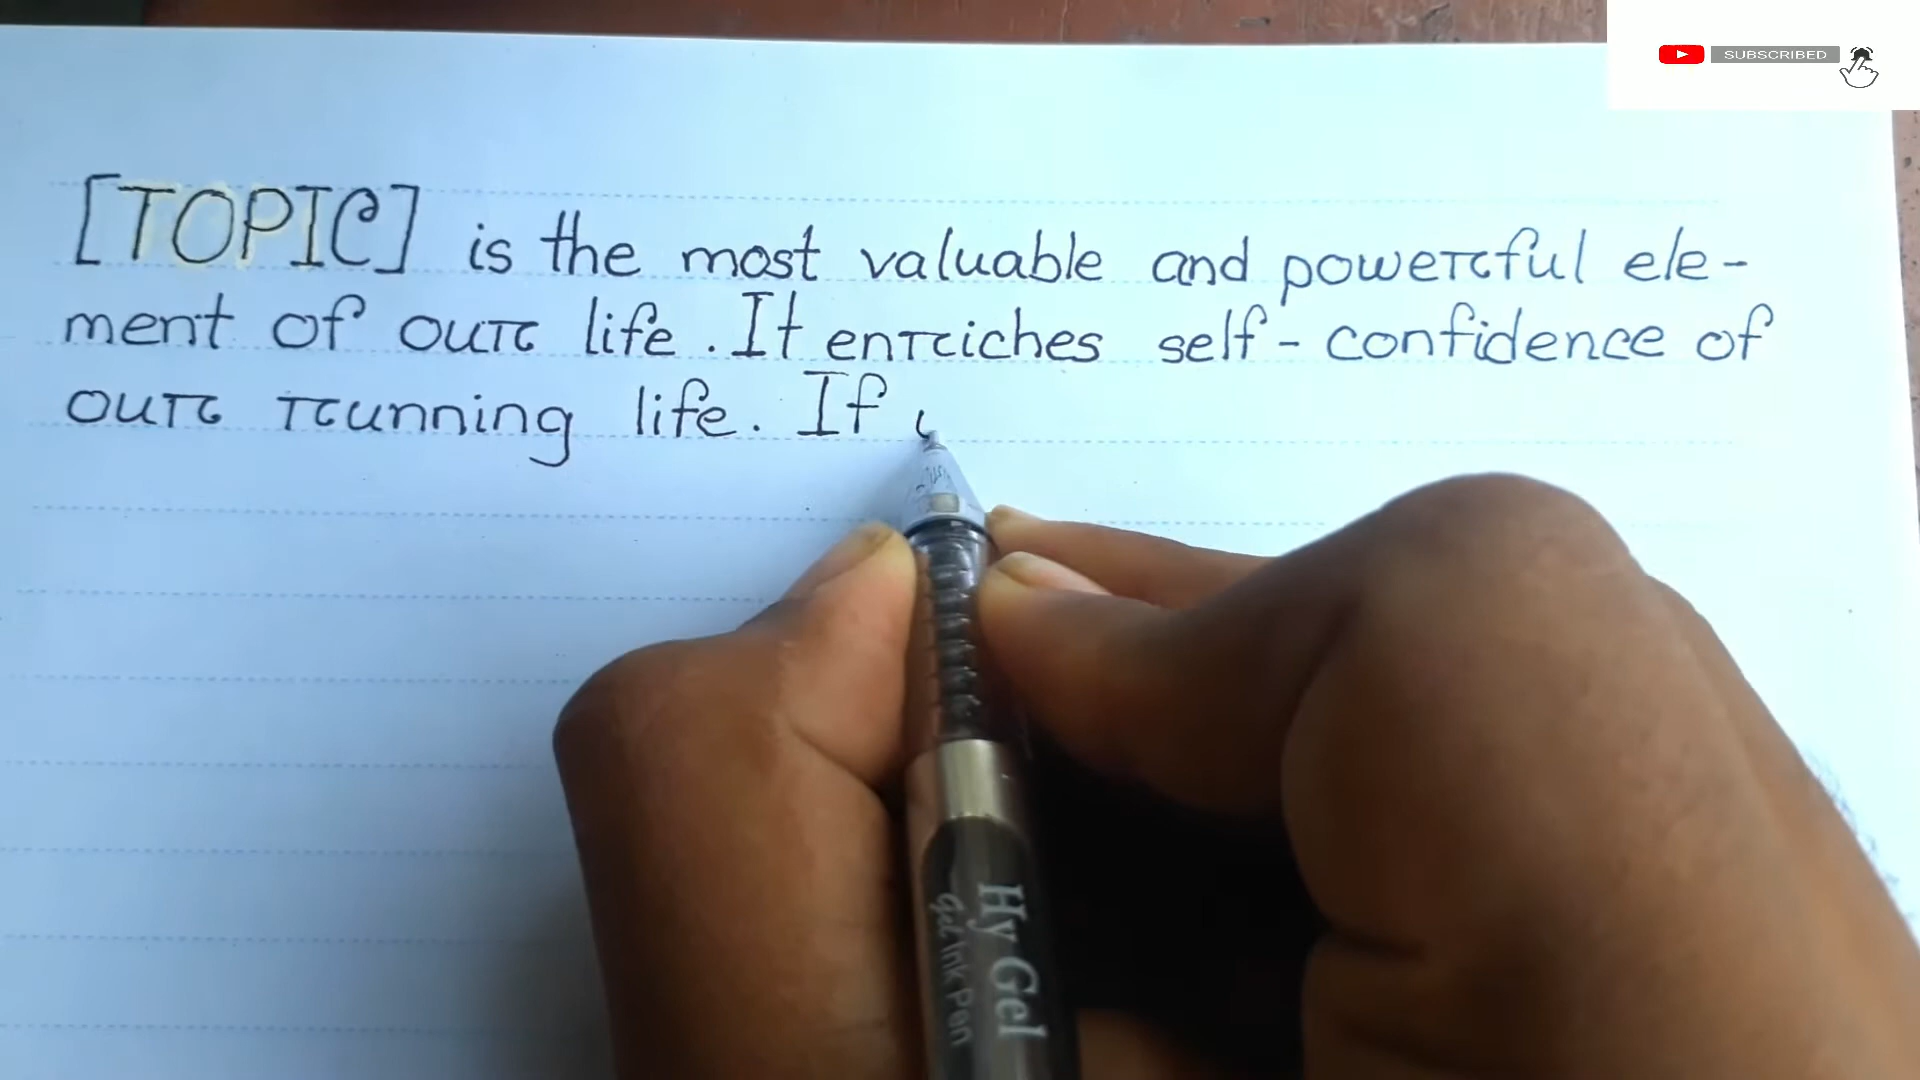 SUBSCRIBED
[TOPIC] is the most valuable and powerful ele-
ment of our life. It enriches self-confidence of
our running life. If
Hy Gel
Gel Ink Pen